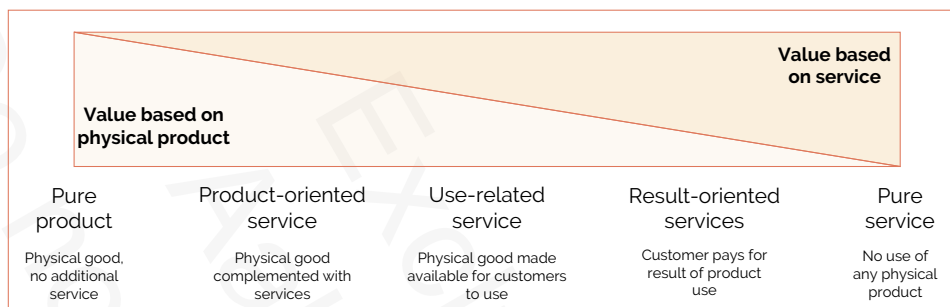 Value based
on service
Value based on
physical product
Pure
product
Physical good,
no additional
service
Product-oriented
service
Physical good
complemented with
services
Use-related
service
Physical good made
available for customers
to use
Result-oriented
services
Customer pays for
result of product
use
Pure
service
No use of
any physical
product